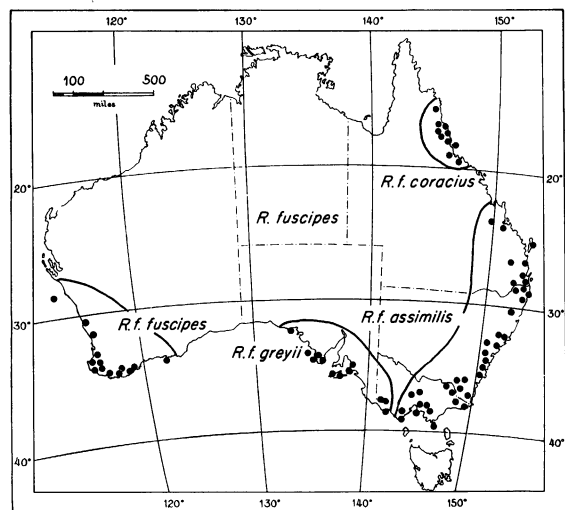 120° 130° 140° 150°
100 500
miles
20° 20°
R.f. coracius
R. fuscipes
30° 30°
R.f. fuscipes
R.f. assimilis
R.f. greyii
40° 40°
120° 130° 140° 150°